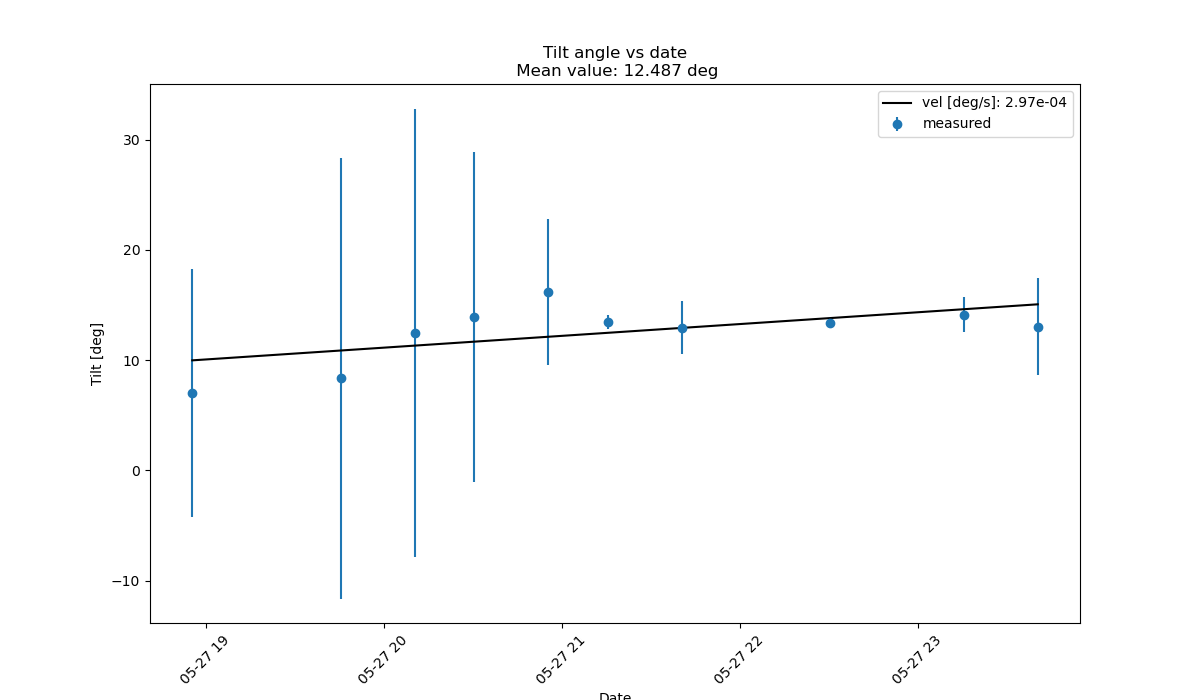 Tilt angle vs date
Mean value: 12.487 deg
vel [deg/s]: 2.97e-04
measured
30
20
10
0
−10
Tilt [deg]
05-27 19
05-27 20
05-27 21
05-27 22
05-27 23
Date